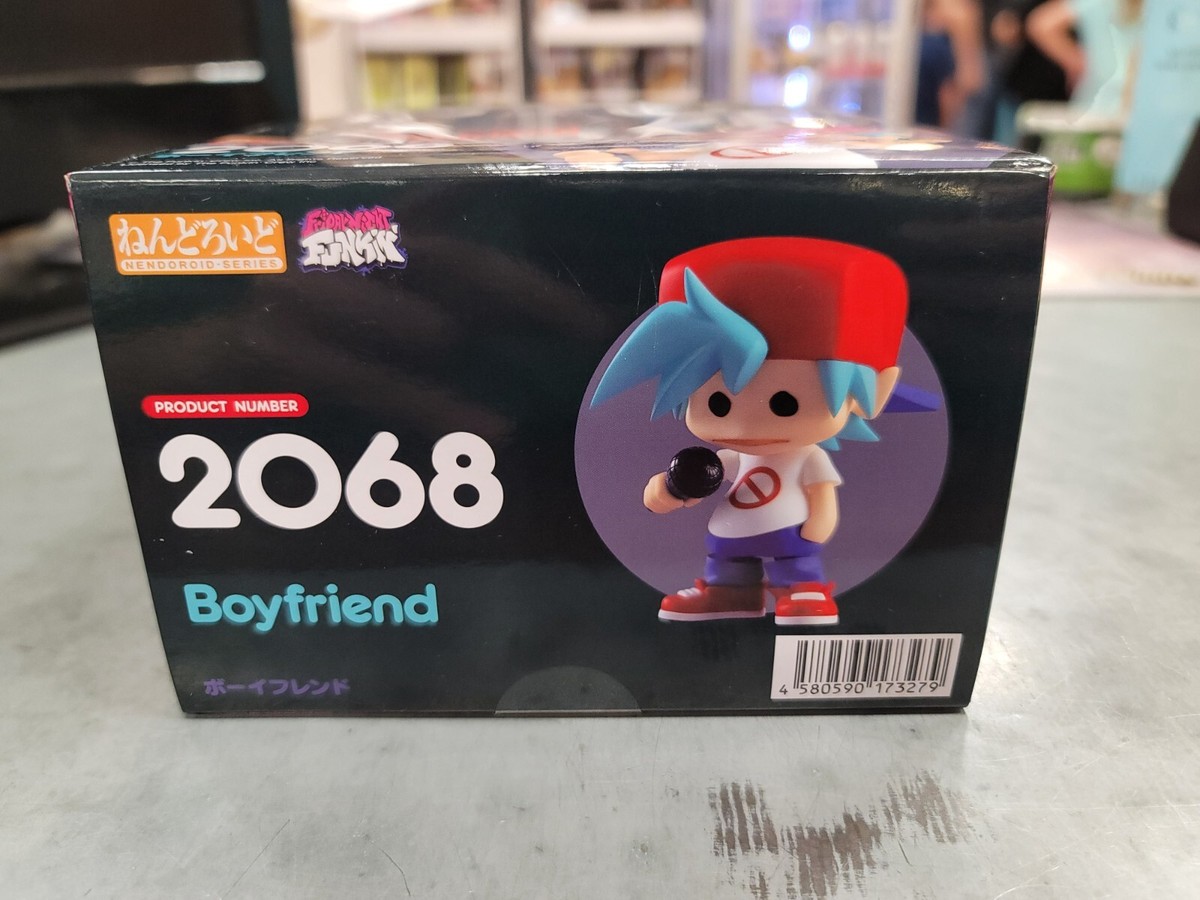 ねんどろいど
NENDOROID•SERIES
FRIDAY NIGHT
FUNKIN'
PRODUCT NUMBER
2068
Boyfriend
ボーイフレンド
4 580590 173279